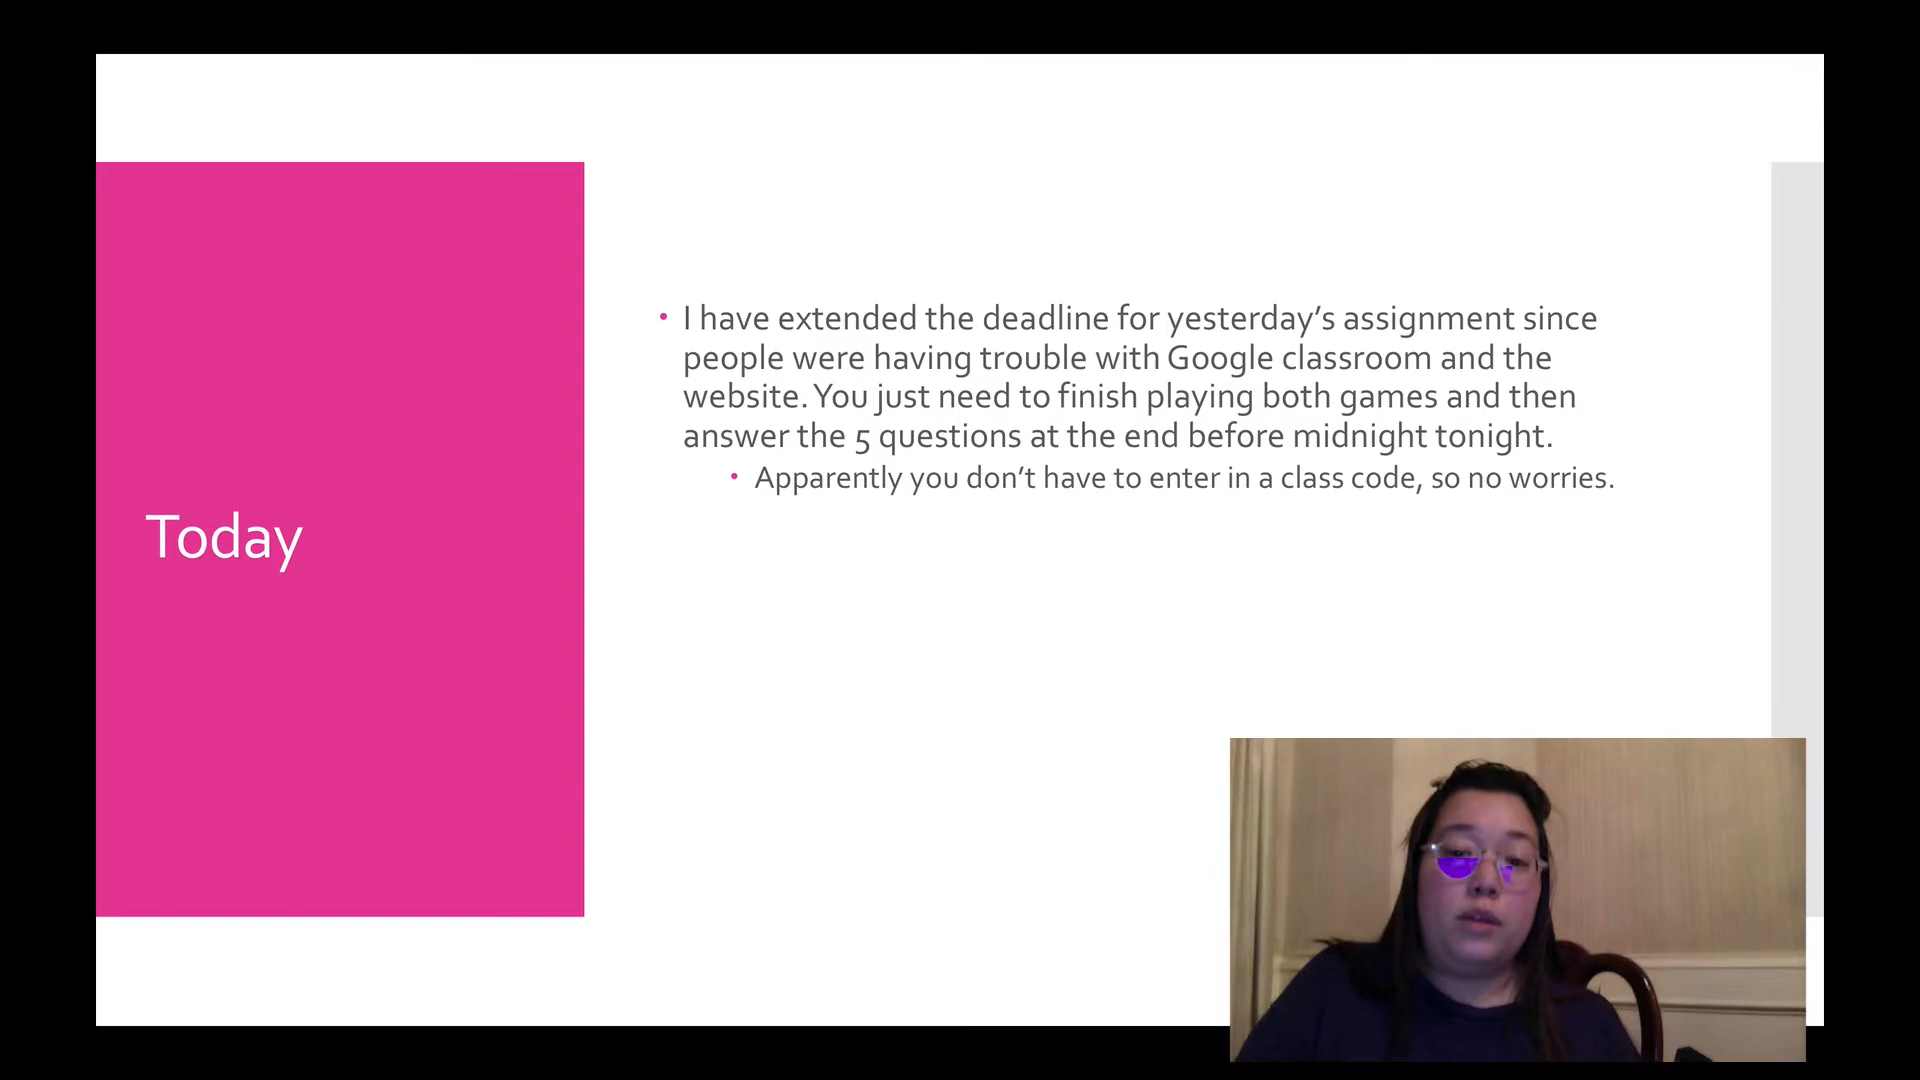 Today
• I have extended the deadline for yesterday’s assignment since
people were having trouble with Google classroom and the
website. You just need to finish playing both games and then
answer the 5 questions at the end before midnight tonight.
• Apparently you don’t have to enter in a class code, so no worries.